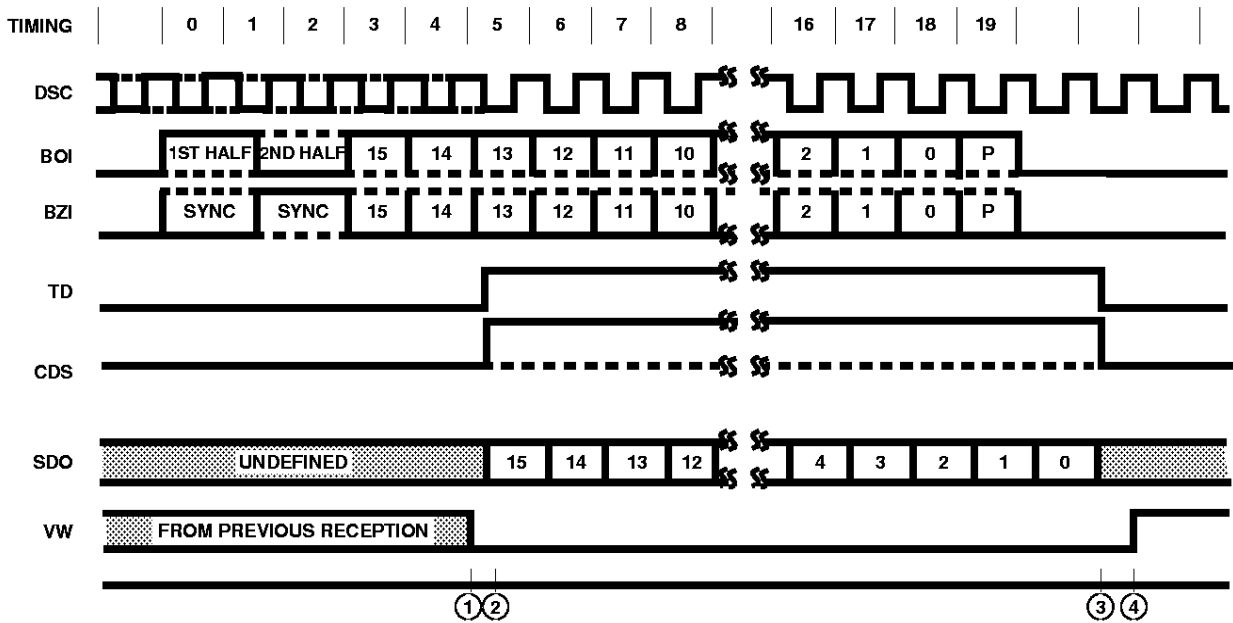 TIMING 0 1 2 3 4 5 6 7 8 16 17 18 19
DSC
BOI 1ST HALF 2ND HALF 15 14 13 12 11 10 2 1 0 P
BZI SYNC SYNC 15 14 13 12 11 10 2 1 0 P
TD
CDS
SDO UNDEFINED 15 14 13 12 4 3 2 1 0
VW FROM PREVIOUS RECEPTION
1 2 3 4